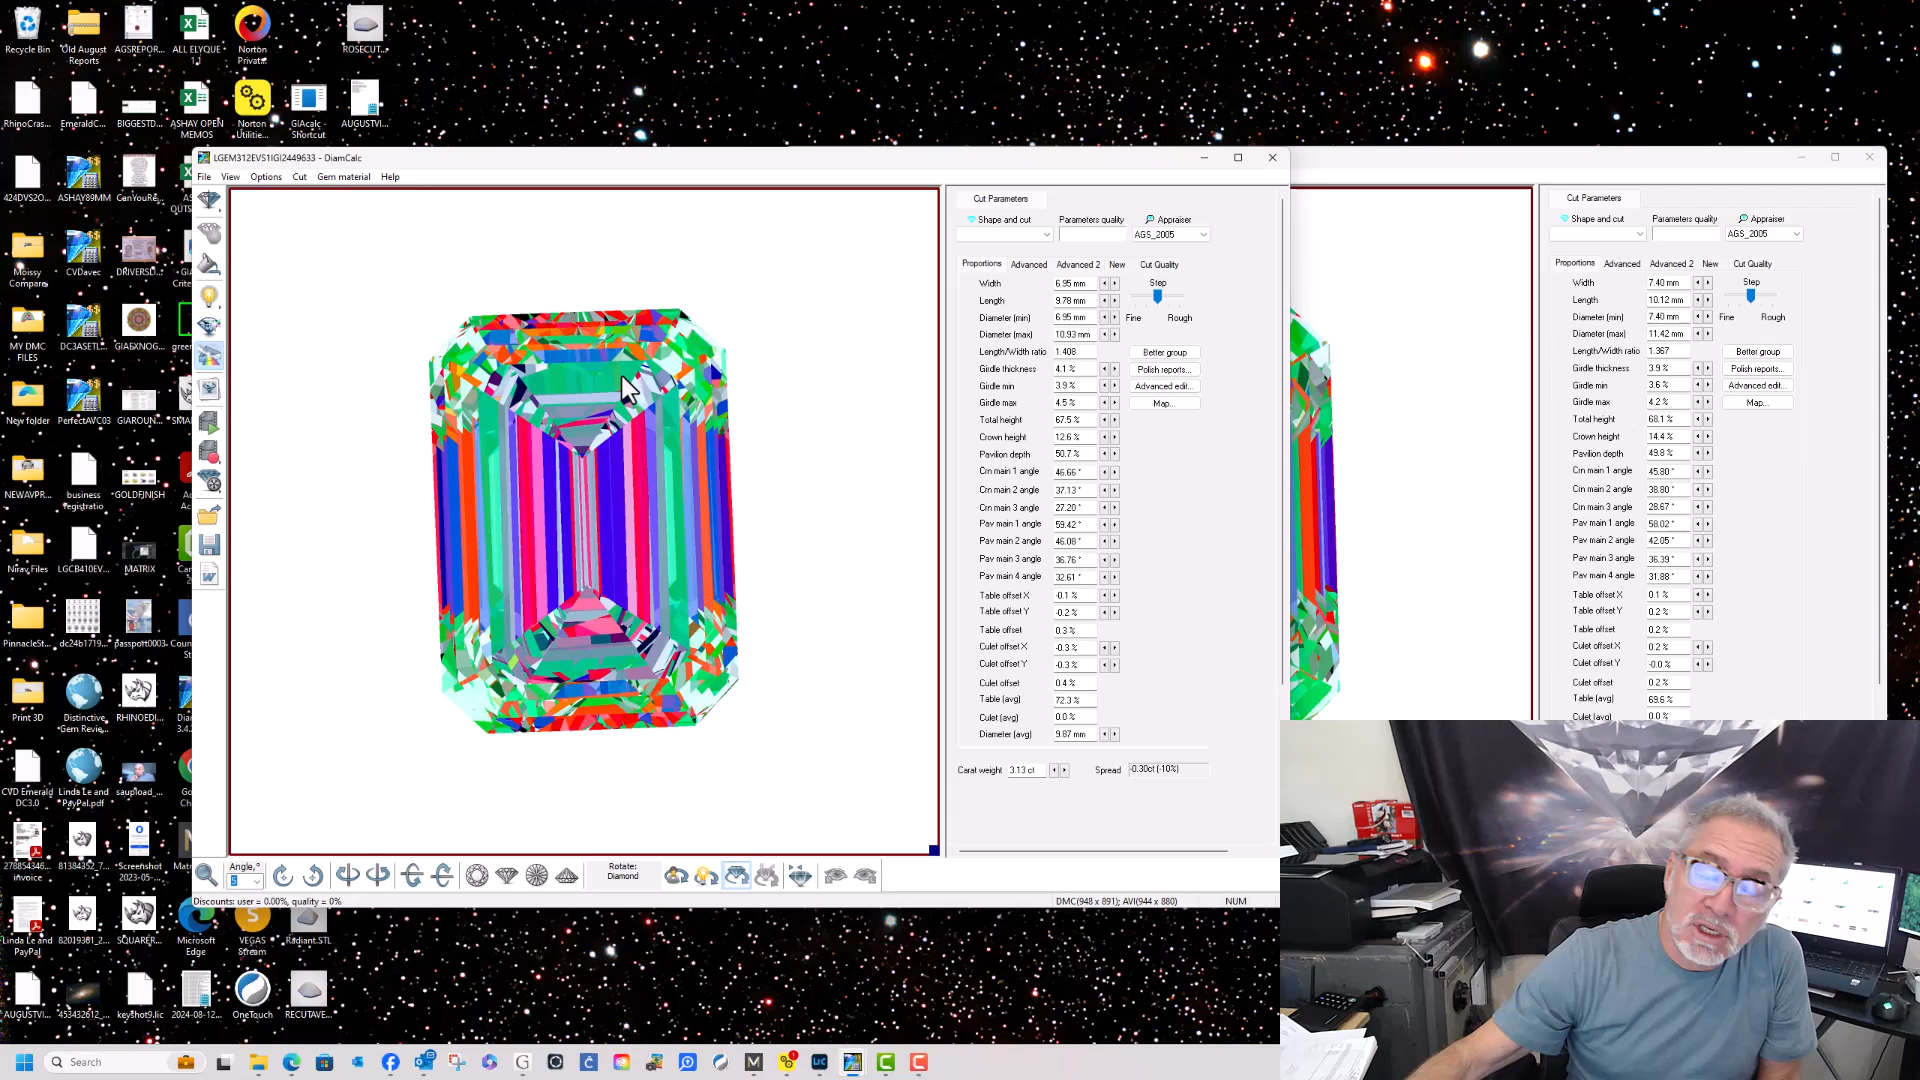 Recycle Bin
Old August Reports
AGSREPOR...
ALL ELYQUE 1.1
Norton Privat...
ROSECUT...
RhinoCras...
EmeraldC...
BIGGESTD...
ASHAY OPEN MEMOS
Norton Utilitie...
GIAcalc - Shortcut
AUGUSTVI...
424DVS2O...
ASHAY89MM
CanYouRe...
Moissy Compare
CVDavec
DRIVERSLI...
MY DMC FILES
DC3ASETL...
GIAEXNOG...
New folder
PerfectAVC03
GIAROUN...
NEWAVPR...
business registratio
GOLDFINISH
Nirav Files
LGCB410EV...
MATRIX
PinnacleSt...
dc24b1719...
passport0003-
Print 3D
Distinctive Gem Revie...
RHINOEDI...
CVD Emerald DC3.0
Linda Le and PayPal.pdf
saupload_...
278854346... invoice
81384352_7...
Screenshot 2023-05-...
Linda Le and PayPal
82019381_2...
SQUARER...
Microsoft Edge
VEGAS Stream
Radiant.STL
AUGUSTVI...
453432612_...
keyshot9.lic
2024-08-12...
OneTouch
RECUTAVE...
LGEM312EVS1IGI2449633 - DiamCalc
File View Options Cut Gem material Help
Cut Parameters
Shape and cut Parameters quality Appraiser
AGS_2005
Proportions Advanced Advanced 2 New Cut Quality
Width 6.95 mm Step
Length 9.78 mm
Diameter (min) 6.95 mm Fine Rough
Diameter (max) 10.93 mm
Length/Width ratio 1.408 Better group
Girdle thickness 4.1 % Polish reports...
Girdle min 3.9 % Advanced edit...
Girdle max 4.5 % Map...
Total height 67.5 %
Crown height 12.6 %
Pavilion depth 50.7 %
Crn main 1 angle 46.66 °
Crn main 2 angle 37.13 °
Crn main 3 angle 27.20 °
Pav main 1 angle 59.42 °
Pav main 2 angle 46.08 °
Pav main 3 angle 36.76 °
Pav main 4 angle 32.61 °
Table offset X -0.1 %
Table offset Y -0.2 %
Table offset 0.3 %
Culet offset X -0.3 %
Culet offset Y -0.3 %
Culet offset 0.4 %
Table (avg) 72.3 %
Culet (avg) 0.0 %
Diameter (avg) 9.87 mm
Carat weight 3.13 ct Spread -0.30ct (-10%)
Angle,°
5
Rotate: Diamond
Discounts: user = 0.00%, quality = 0%
DMC(948 x 891); AVI(944 x 880) NUM
Cut Parameters
Shape and cut Parameters quality Appraiser
AGS_2005
Proportions Advanced Advanced 2 New Cut Quality
Width 7.40 mm Step
Length 10.12 mm
Diameter (min) 7.40 mm Fine Rough
Diameter (max) 11.42 mm
Length/Width ratio 1.367 Better group
Girdle thickness 3.9 % Polish reports...
Girdle min 3.6 % Advanced edit...
Girdle max 4.2 % Map...
Total height 68.1 %
Crown height 14.4 %
Pavilion depth 49.8 %
Crn main 1 angle 45.80 °
Crn main 2 angle 38.80 °
Crn main 3 angle 28.67 °
Pav main 1 angle 58.02 °
Pav main 2 angle 42.05 °
Pav main 3 angle 36.39 °
Pav main 4 angle 31.88 °
Table offset X 0.1 %
Table offset Y 0.2 %
Table offset 0.2 %
Culet offset X 0.2 %
Culet offset Y -0.0 %
Culet offset 0.2 %
Table (avg) 69.6 %
Culet (avg) 0.0 %
Search